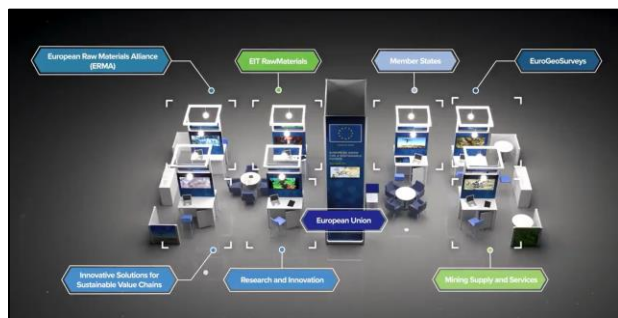 European Raw Materials Alliance
(ERMA)
EIT RawMaterials
Member States
EuroGeoSurveys
European Union
Innovative Solutions for
Sustainable Value Chains
Research and Innovation
Mining Supply and Services